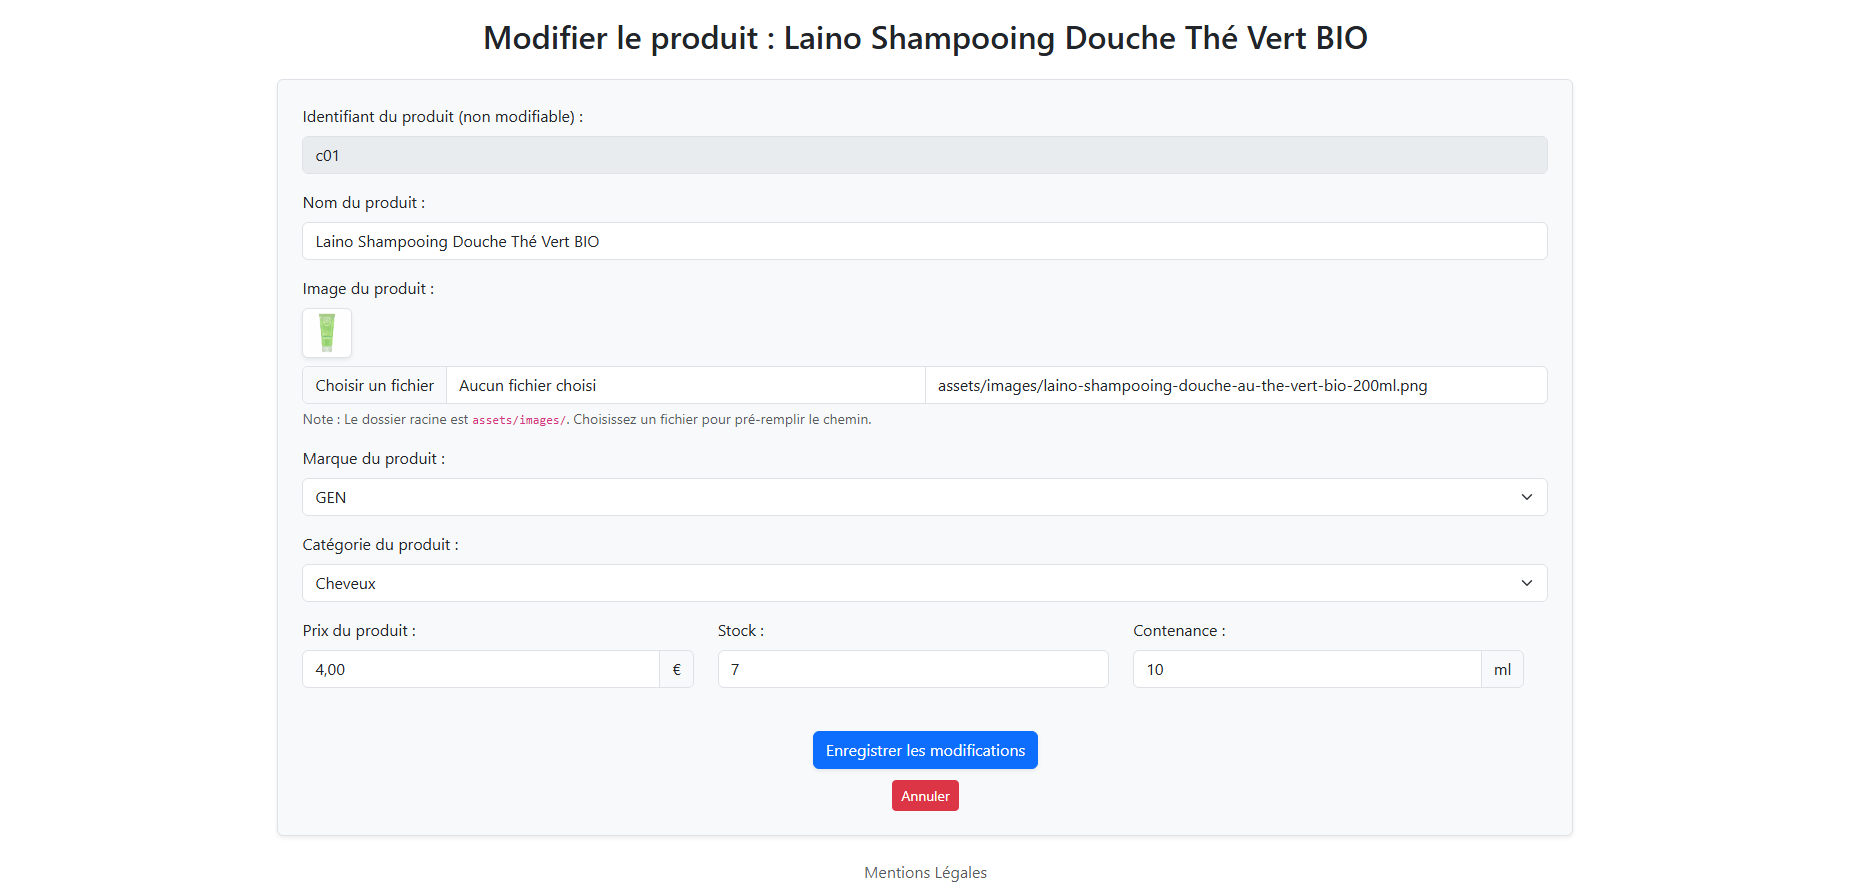 Modifier le produit : Laino Shampooing Douche Thé Vert BIO
Identifiant du produit (non modifiable) :
c01
Nom du produit :
Laino Shampooing Douche Thé Vert BIO
Image du produit :
Choisir un fichier Aucun fichier choisi assets/images/laino-shampooing-douche-au-the-vert-bio-200ml.png
Note : Le dossier racine est assets/images/. Choisissez un fichier pour pré-remplir le chemin.
Marque du produit :
GEN
Catégorie du produit :
Cheveux
Prix du produit : Stock : Contenance :
4,00 € 7 10 ml
Enregistrer les modifications
Annuler
Mentions Légales